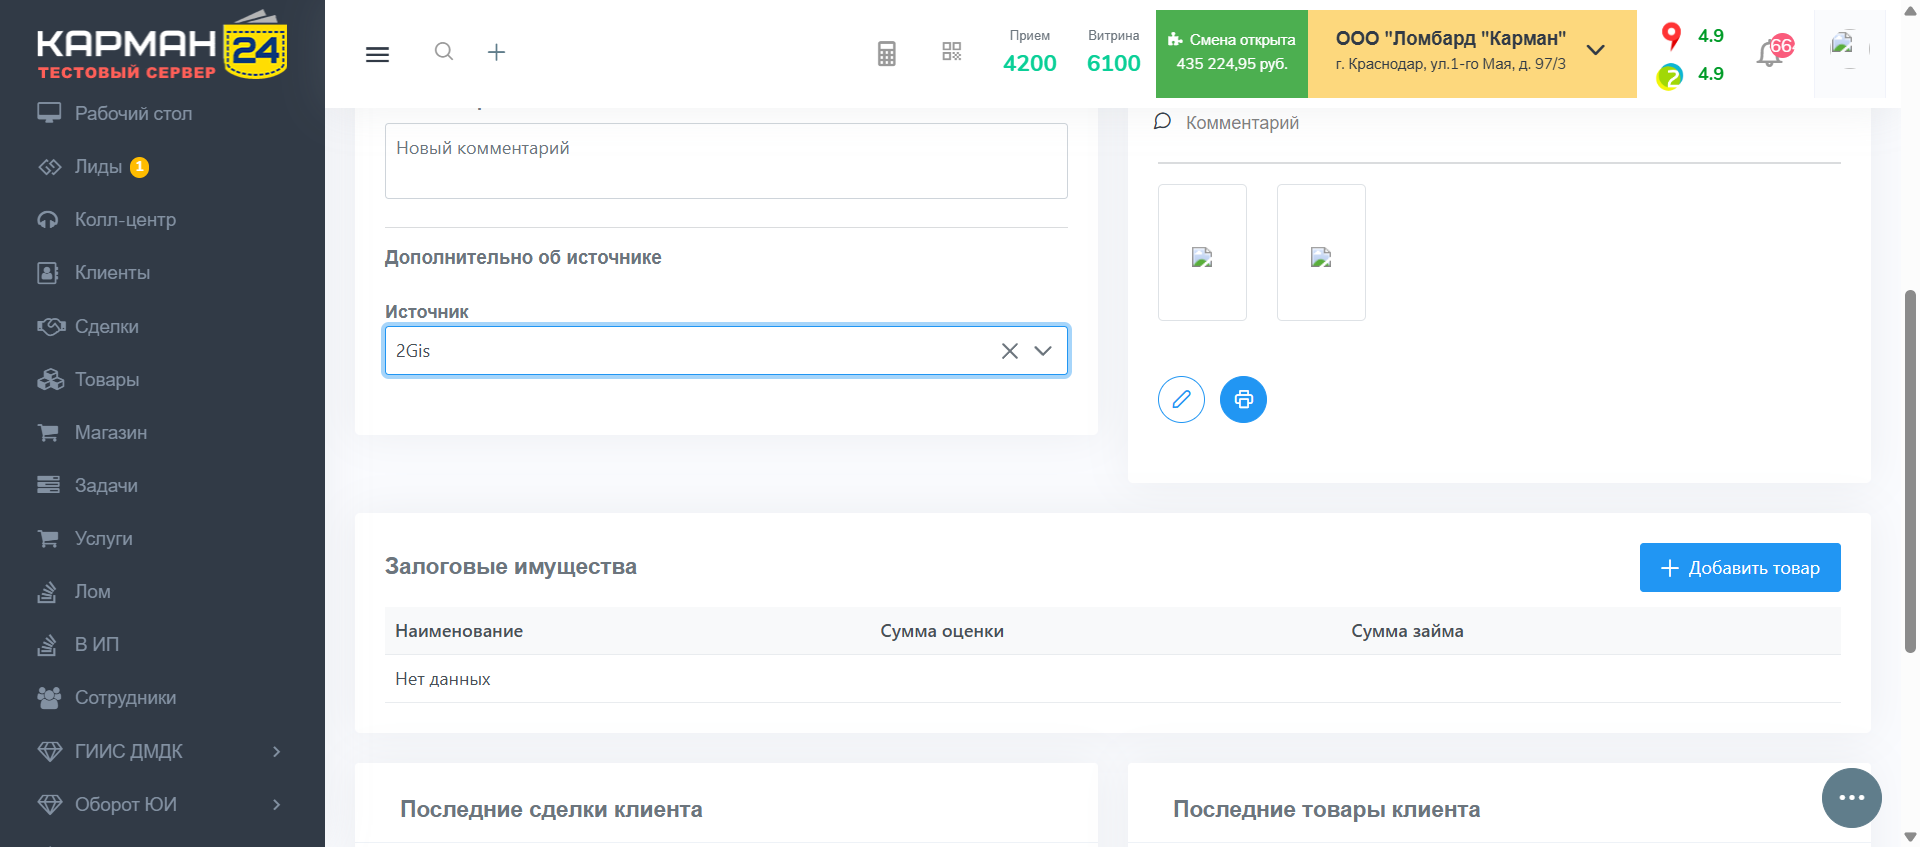 КАРМАН 24
ТЕСТОВЫЙ СЕРВЕР
Рабочий стол
Лиды 1
Колл-центр
Клиенты
Сделки
Товары
Магазин
Задачи
Услуги
Лом
В ИП
Сотрудники
ГИИС ДМДК
Оборот ЮИ
Прием
4200
Витрина
6100
Смена открыта
435 224,95 руб.
ООО "Ломбард "Карман"
г. Краснодар, ул.1-го Мая, д. 97/3
4.9
4.9
Новый комментарий
Дополнительно об источнике
Источник
2Gis
Комментарий
Залоговые имущества
Добавить товар
Наименование Сумма оценки Сумма займа
Нет данных
Последние сделки клиента
Последние товары клиента